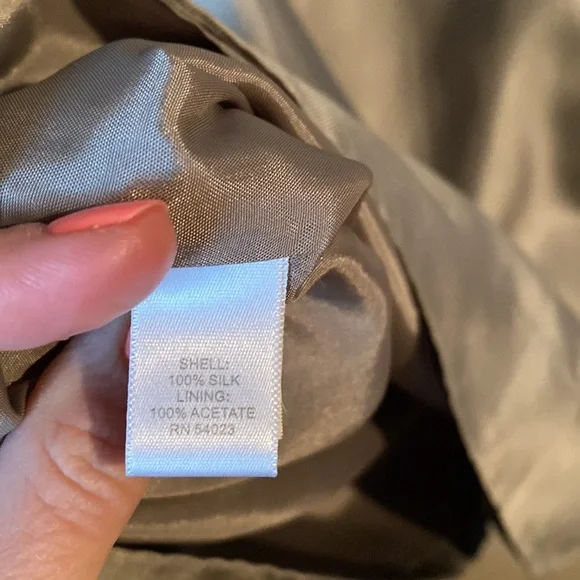 SHELL:
100% SILK
LINING:
100% ACETATE
RN 54023